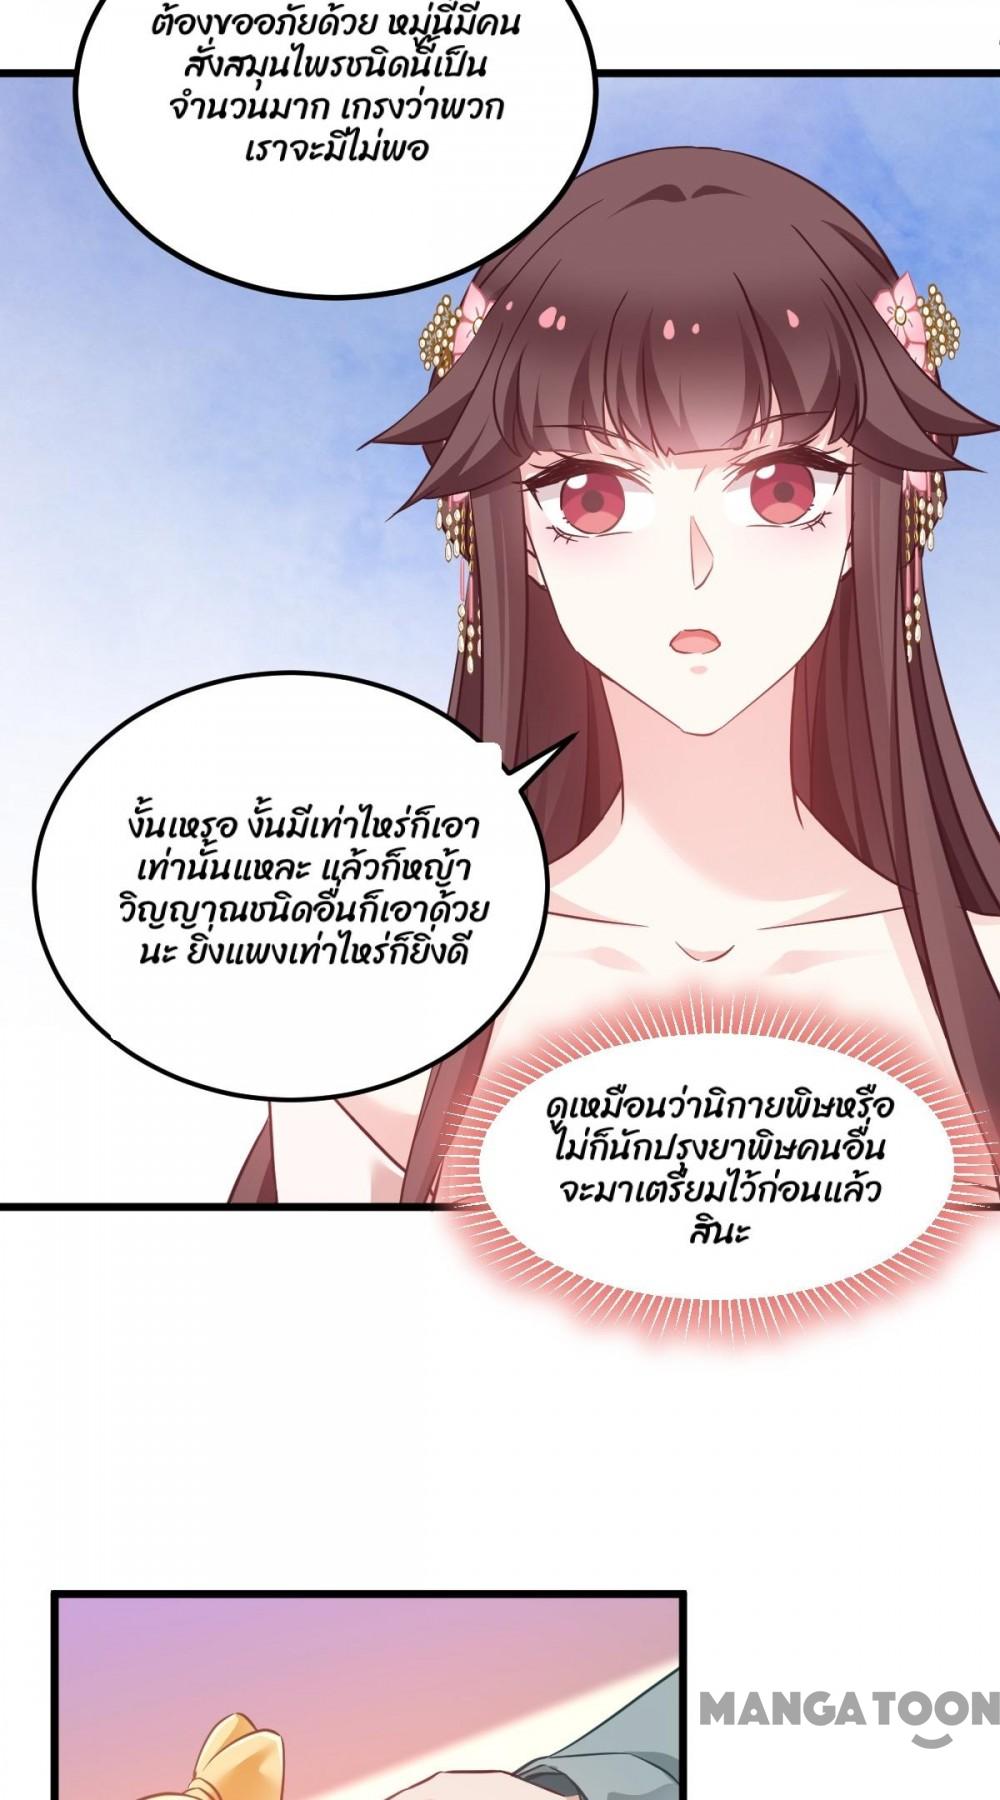 ต้องขออภัยด้วย หมู่นี้มีคน
สั่งสมุนไพรชนิดนี้เป็น
จำนวนมาก เกรงว่าพวก
เราจะมีไม่พอ
งั้นเหรอ งั้นมีเท่าไหร่ก็เอา
เท่านั้นแหละ แล้วก็หญ้า
วิญญาณชนิดอื่นก็เอาด้วย
นะ ยิ่งแพงเท่าไหร่ก็ยิ่งดี
ดูเหมือนว่านิกายพิษหรือ
ไม่ก็นักปรุงยาพิษคนอื่น
จะมาเตรียมไว้ก่อนแล้ว
สินะ
MANGATOON